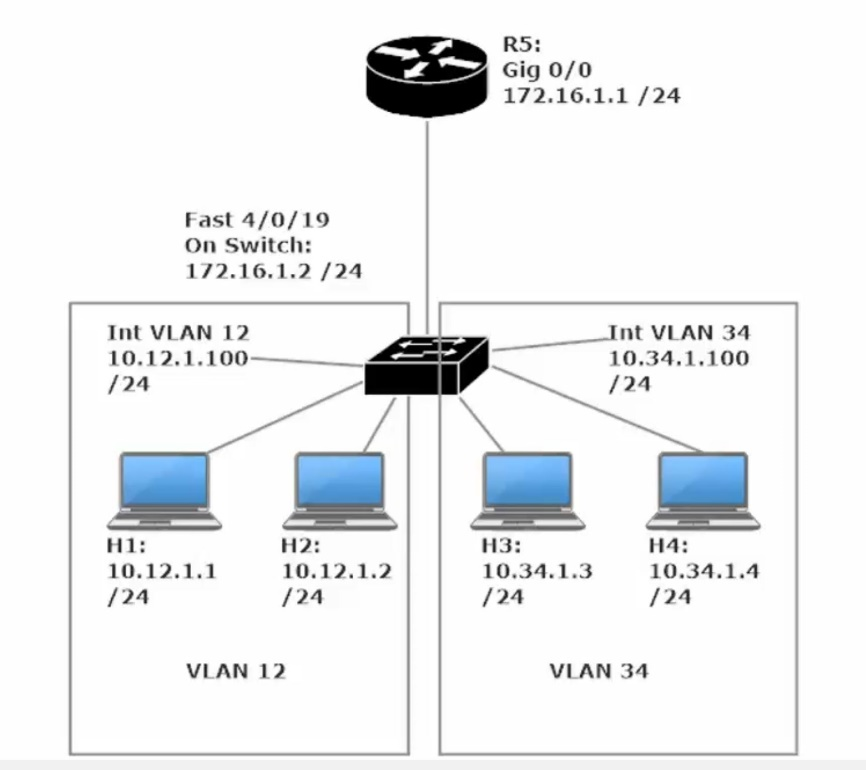 R5:
Gig 0/0
172.16.1.1 /24
Fast 4/0/19
On Switch:
172.16.1.2 /24
Int VLAN 12
10.12.1.100
/24
Int VLAN 34
10.34.1.100
/24
H1:
10.12.1.1
/24
H2:
10.12.1.2
/24
H3:
10.34.1.3
/24
H4:
10.34.1.4
/24
VLAN 12
VLAN 34